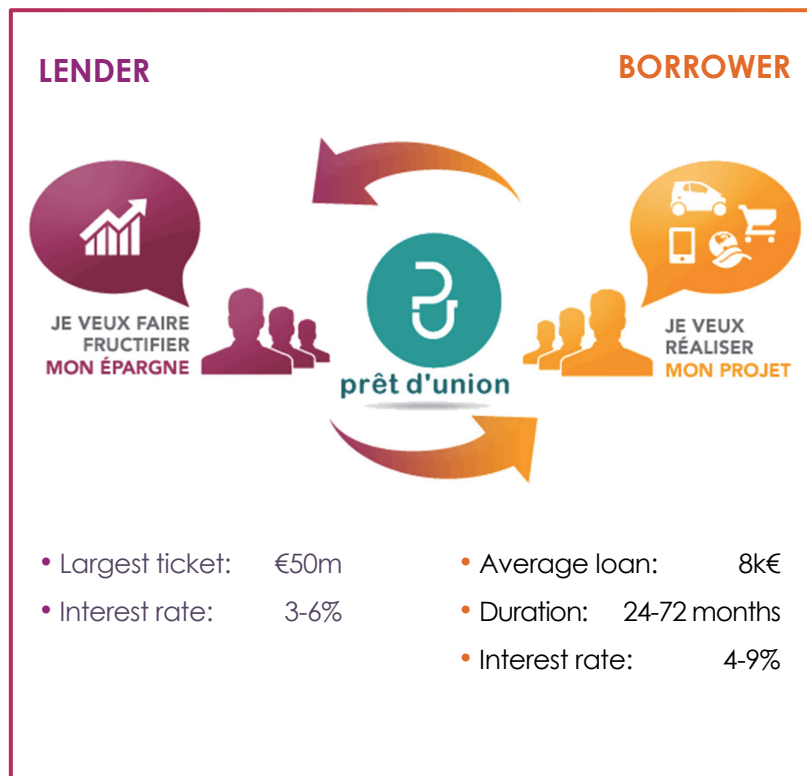 LENDER
BORROWER
JE VEUX FAIRE
FRUCTIFIER
MON ÉPARGNE
prêt d'union
JE VEUX
RÉALISER
MON PROJET
• Largest ticket: €50m
• Interest rate: 3-6%
• Average loan: 8k€
• Duration: 24-72 months
• Interest rate: 4-9%